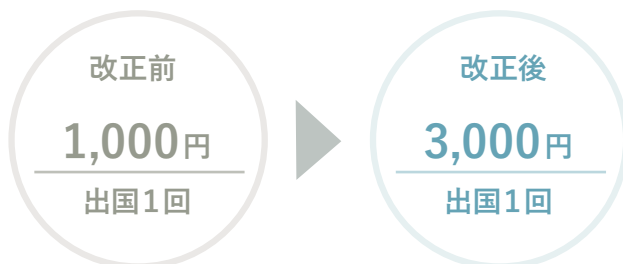 改正前
1,000円
出国1回
改正後
3,000円
出国1回